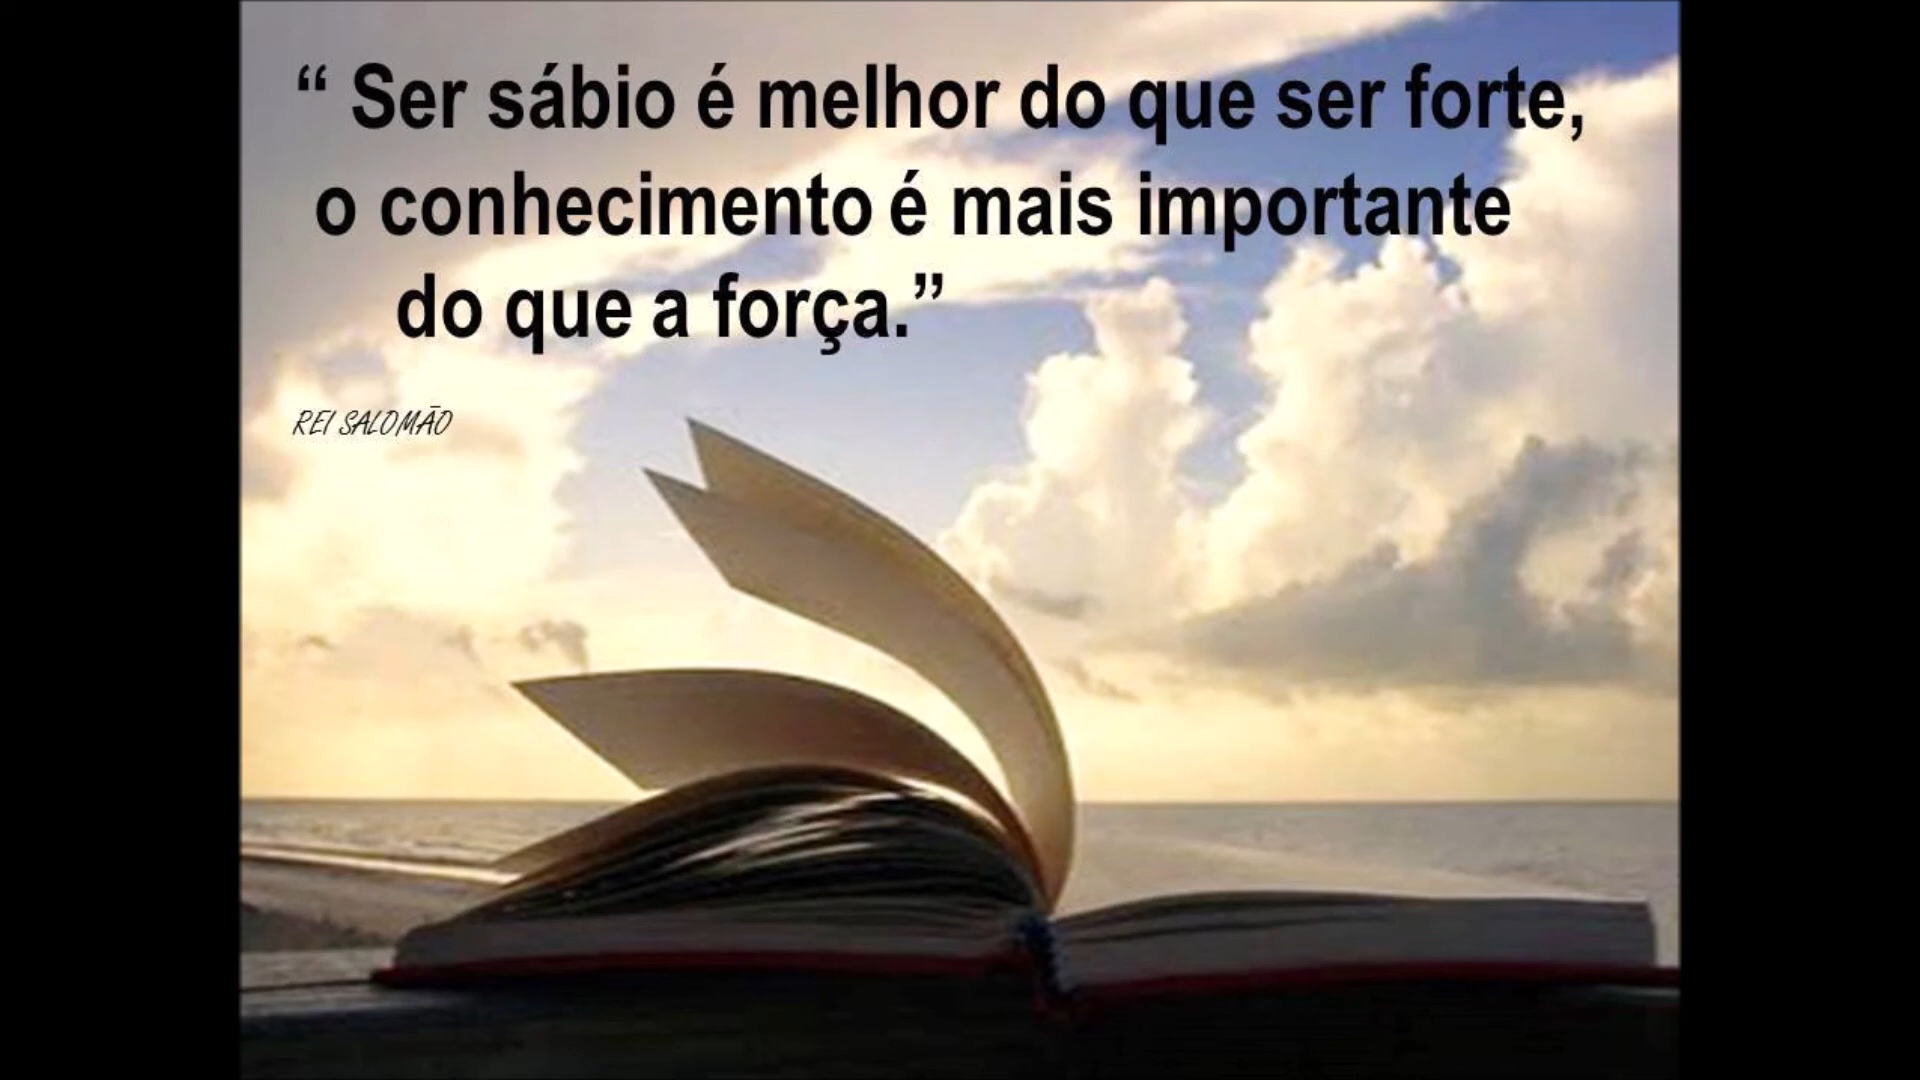 “ Ser sábio é melhor do que ser forte,
o conhecimento é mais importante
do que a força.”
REI SALOMÃO